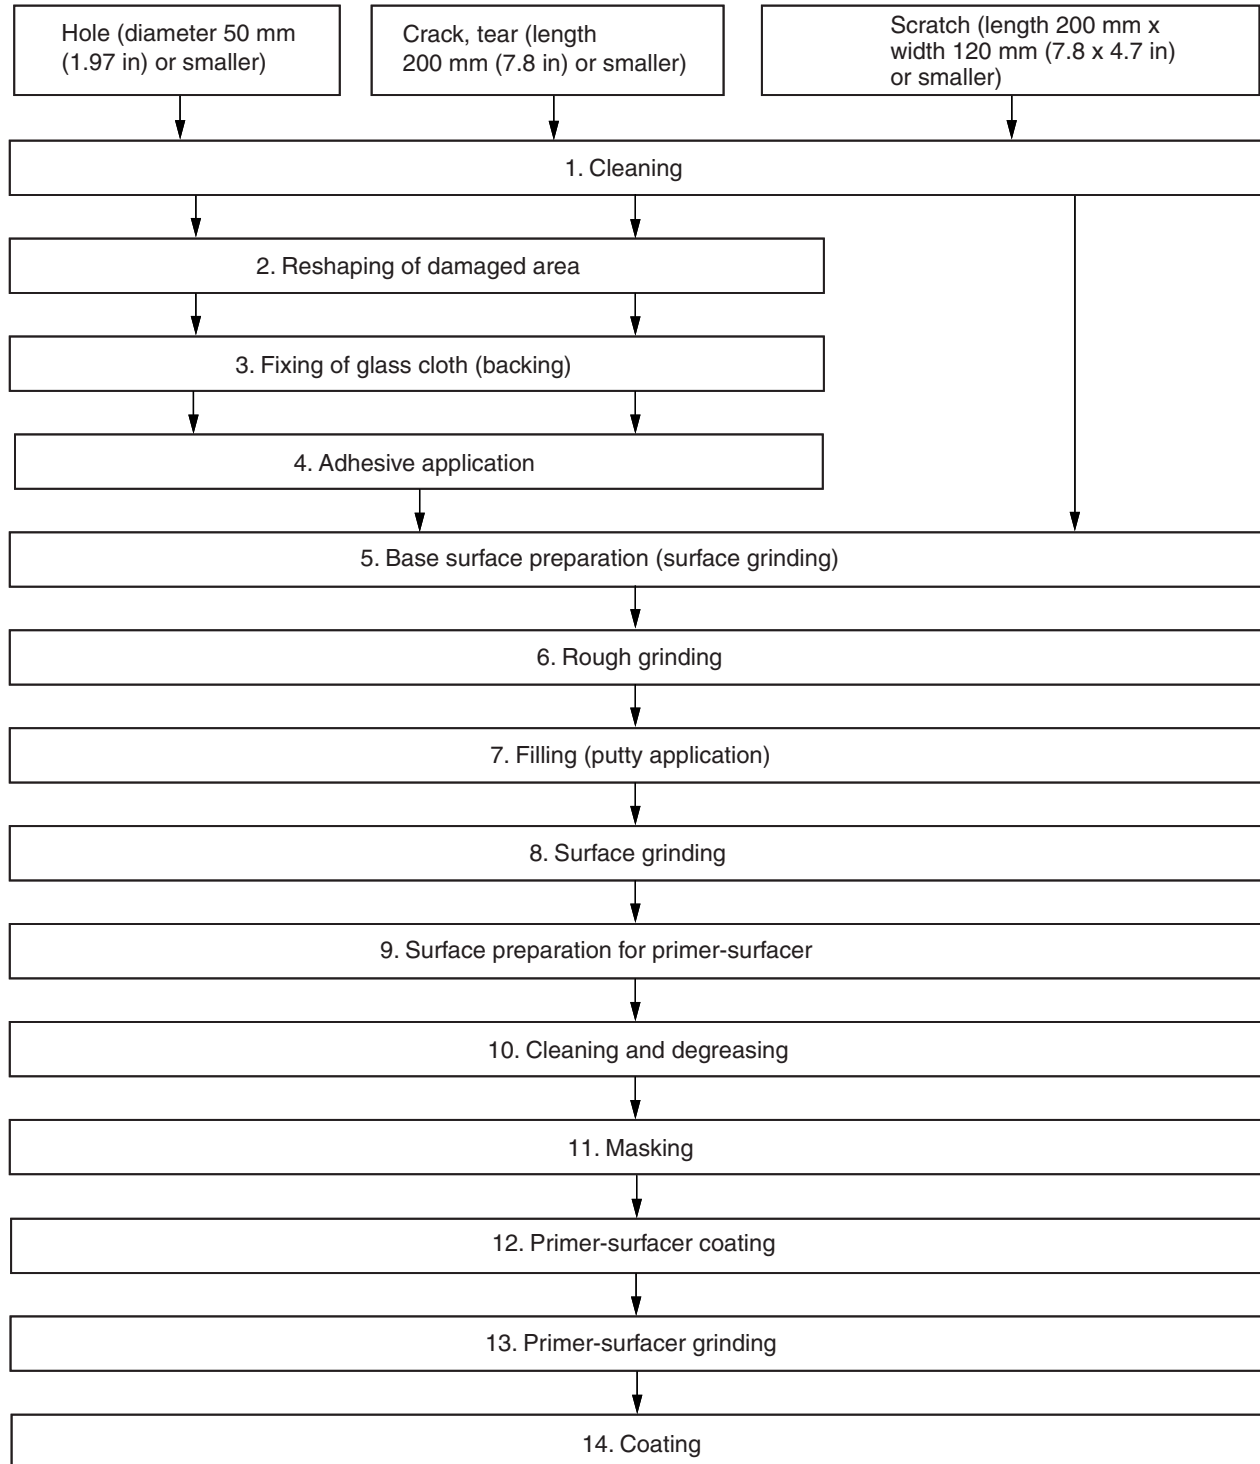 Hole (diameter 50 mm
(1.97 in) or smaller)
Crack, tear (length
200 mm (7.8 in) or smaller)
Scratch (length 200 mm x
width 120 mm (7.8 x 4.7 in)
or smaller)
1. Cleaning
2. Reshaping of damaged area
3. Fixing of glass cloth (backing)
4. Adhesive application
5. Base surface preparation (surface grinding)
6. Rough grinding
7. Filling (putty application)
8. Surface grinding
9. Surface preparation for primer-surfacer
10. Cleaning and degreasing
11. Masking
12. Primer-surfacer coating
13. Primer-surfacer grinding
14. Coating